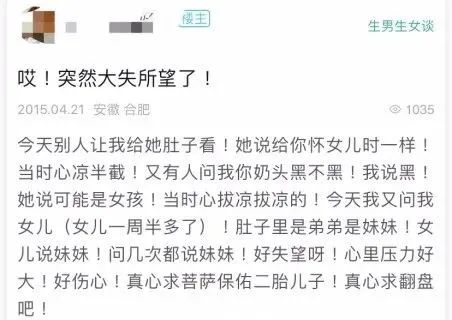 楼主
生男生女谈
哎！突然大失所望了！
2015.04.21 安徽 合肥
1035
今天别人让我给她肚子看！她说给你怀女儿时一样！
当时心凉半截！又有人问我你奶头黑不黑！我说黑！
她说可能是女孩！当时心拔凉拔凉的！今天我又问我
女儿（女儿一周半多了）！肚子里是弟弟是妹妹！女
儿说妹妹！问几次都说妹妹！好失望呀！心里压力好
大！好伤心！真心求菩萨保佑二胎儿子！真心求翻盘
吧！